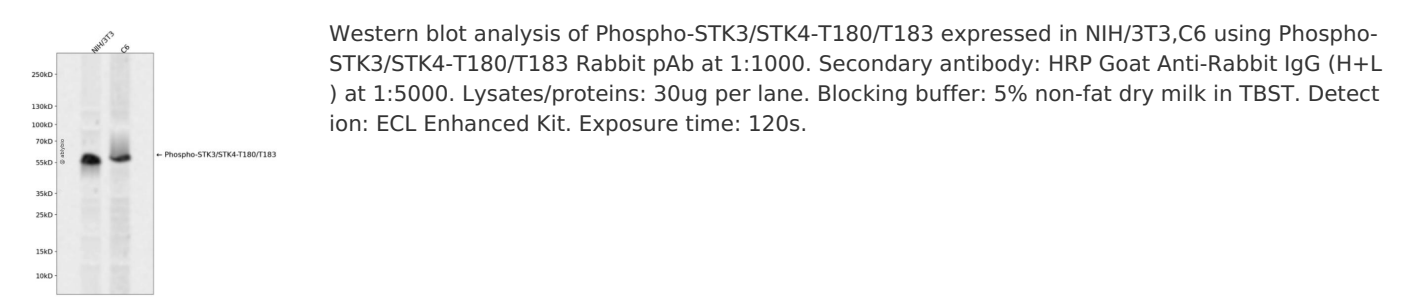 NIH/3T3
C6
250kD
130kD
100kD
70kD
55kD
35kD
25kD
15kD
10kD
@ ablybio
← Phospho-STK3/STK4-T180/T183
Western blot analysis of Phospho-STK3/STK4-T180/T183 expressed in NIH/3T3,C6 using Phospho-
STK3/STK4-T180/T183 Rabbit pAb at 1:1000. Secondary antibody: HRP Goat Anti-Rabbit IgG (H+L
) at 1:5000. Lysates/proteins: 30ug per lane. Blocking buffer: 5% non-fat dry milk in TBST. Detect
ion: ECL Enhanced Kit. Exposure time: 120s.